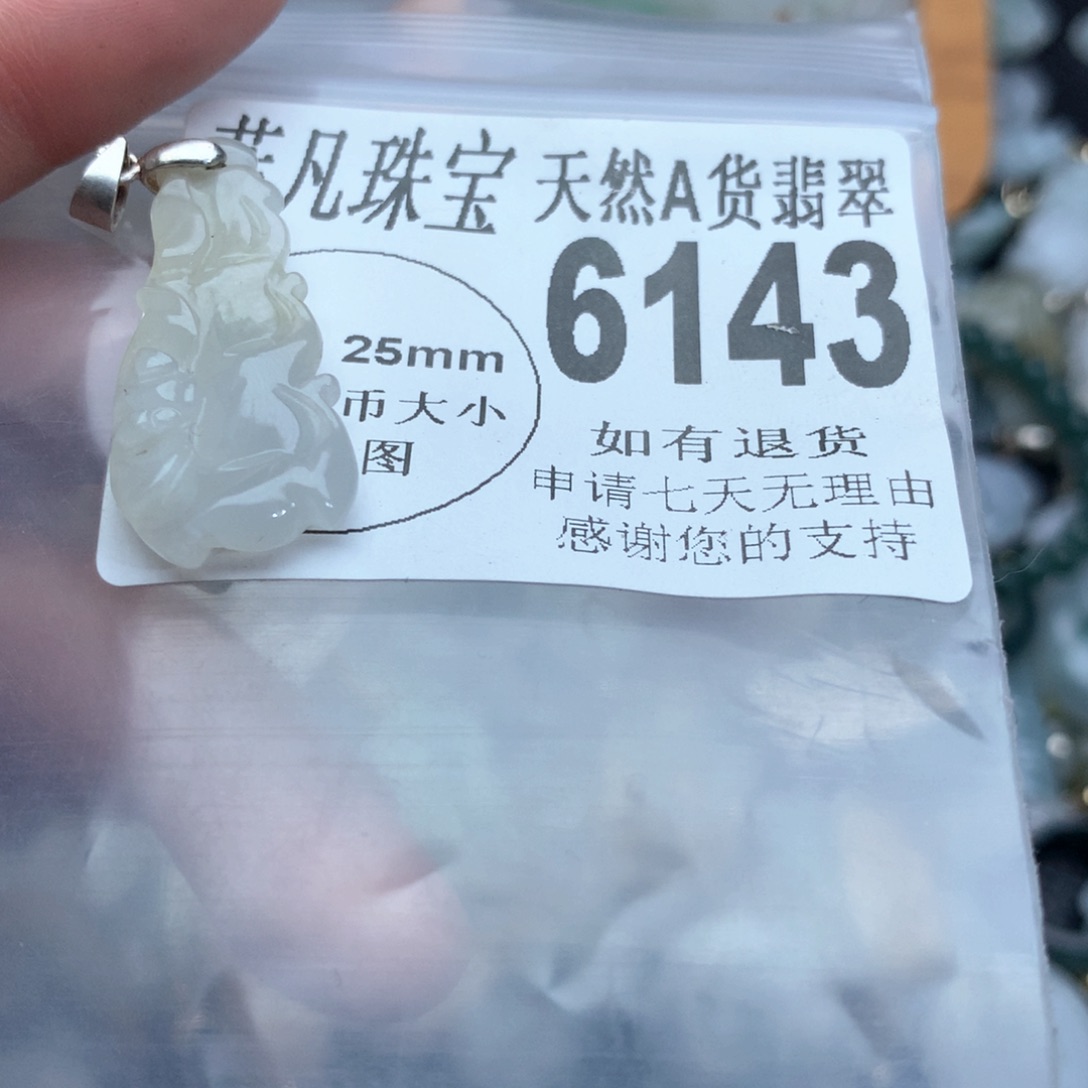 凡珠宝 天然A货翡翠
6143
25mm
币大小
图
如有退货
申请七天无理由
感谢您的支持